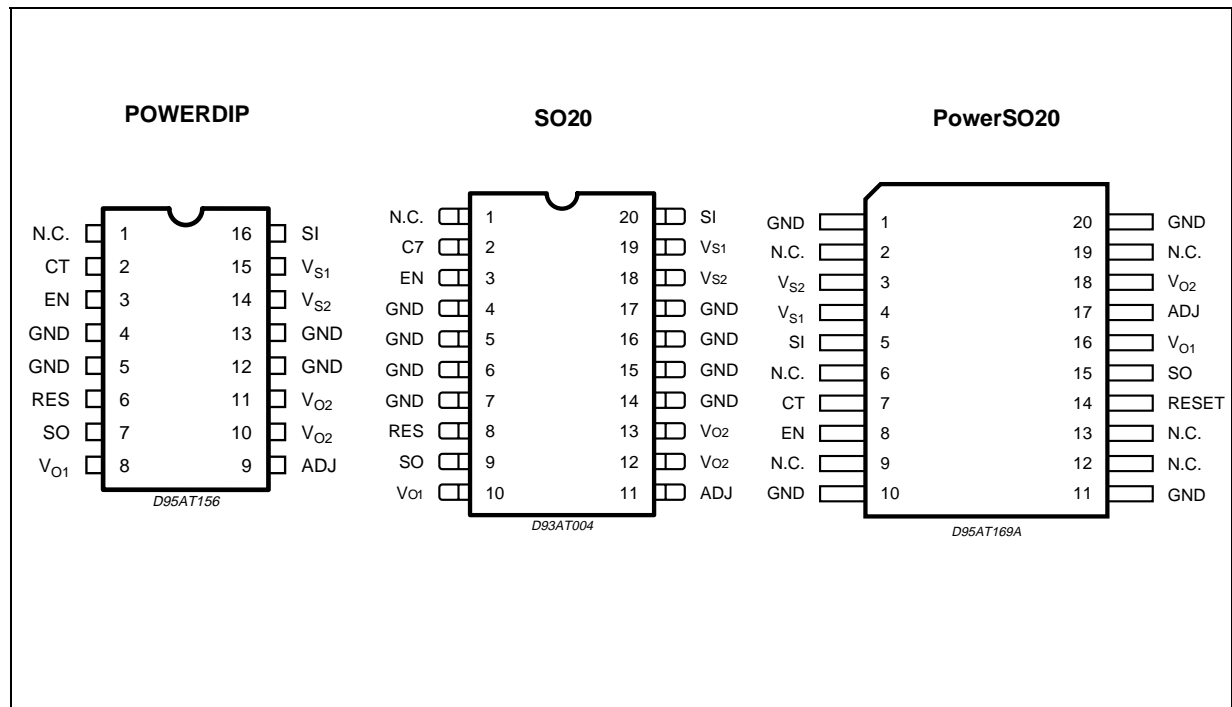 POWERDIP
N.C. 1 16 SI
CT 2 15 VS1
EN 3 14 VS2
GND 4 13 GND
GND 5 12 GND
RES 6 11 VO2
SO 7 10 VO2
VO1 8 9 ADJ
D95AT156
SO20
N.C. 1 20 SI
C7 2 19 VS1
EN 3 18 VS2
GND 4 17 GND
GND 5 16 GND
GND 6 15 GND
GND 7 14 GND
RES 8 13 VO2
SO 9 12 VO2
VO1 10 11 ADJ
D93AT004
PowerSO20
GND 1 20 GND
N.C. 2 19 N.C.
VS2 3 18 VO2
VS1 4 17 ADJ
SI 5 16 VO1
N.C. 6 15 SO
CT 7 14 RESET
EN 8 13 N.C.
N.C. 9 12 N.C.
GND 10 11 GND
D95AT169A